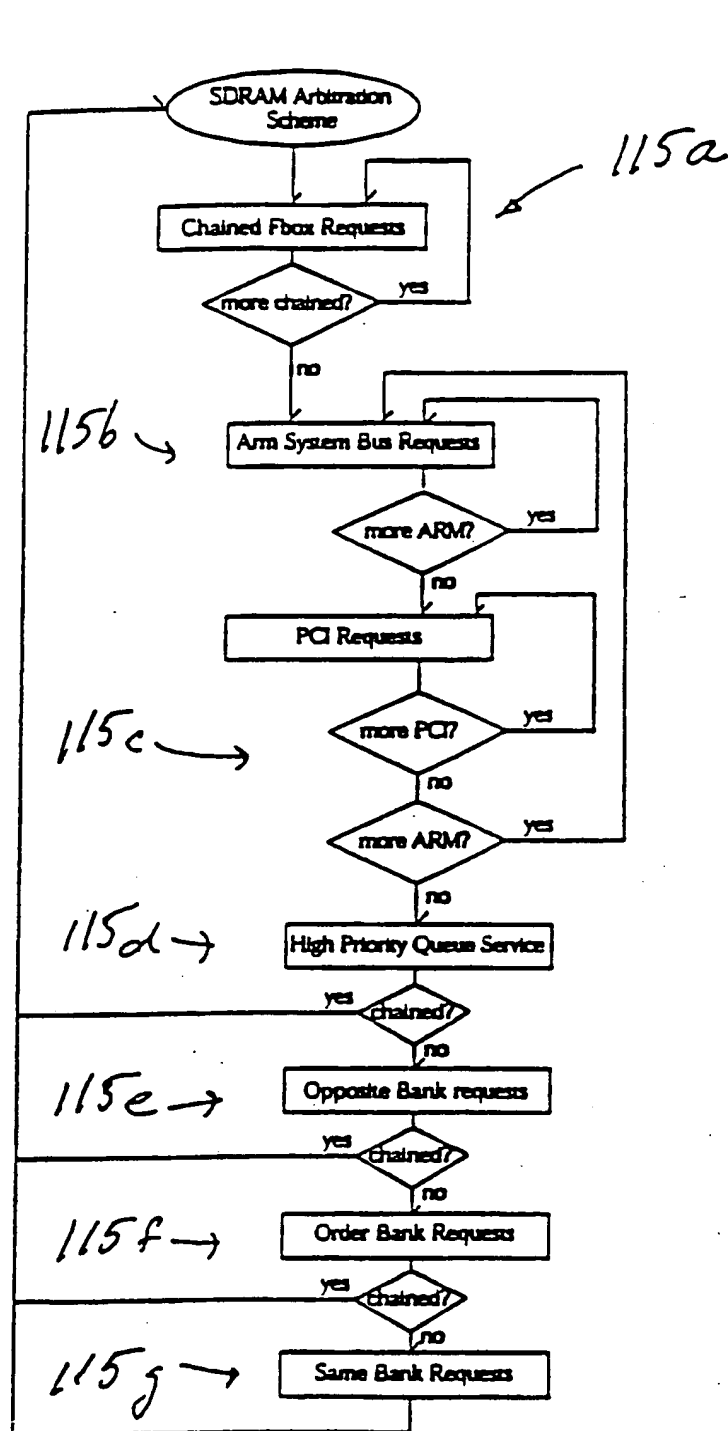 SDRAM Arbitration
Scheme
115a
Chained Fbox Requests
more chained?
yes
no
115b
Arm System Bus Requests
more ARM?
yes
no
PCI Requests
115c
more PCI?
yes
no
more ARM?
yes
no
115d
High Priority Queue Service
yes
chained?
no
115e
Opposite Bank requests
yes
chained?
no
115f
Order Bank Requests
yes
chained?
no
115g
Same Bank Requests